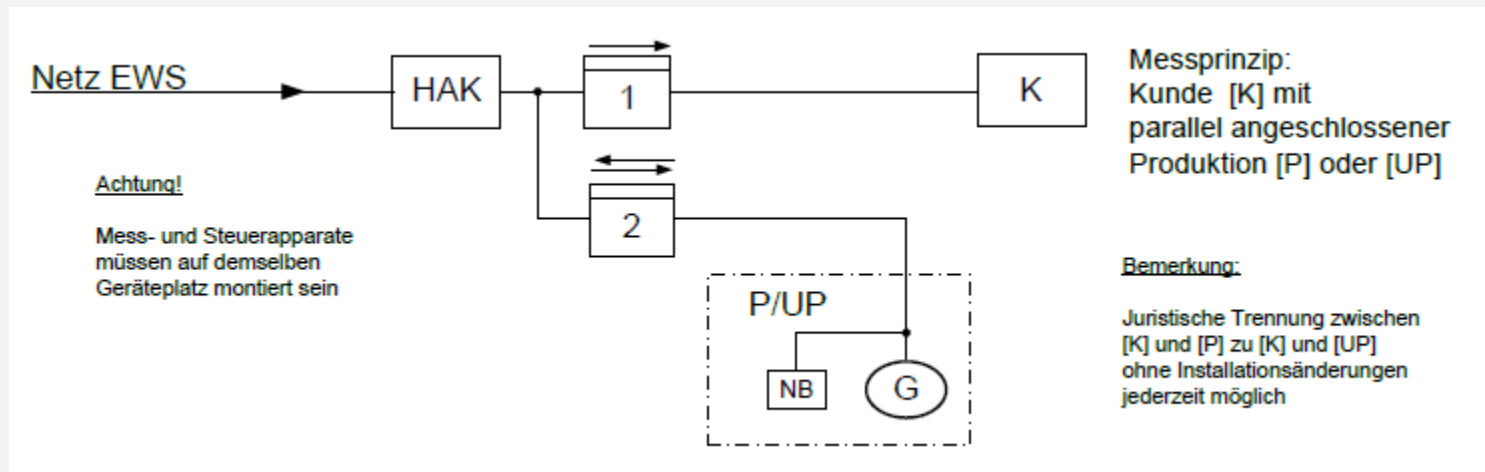 Netz EWS
HAK
1
K
Messprinzip:
Kunde [K] mit
parallel angeschlossener
Produktion [P] oder [UP]
Achtung!
Mess- und Steuerapparate
müssen auf demselben
Geräteplatz montiert sein
2
P/UP
NB
G
Bemerkung:
Juristische Trennung zwischen
[K] und [P] zu [K] und [UP]
ohne Installationsänderungen
jederzeit möglich